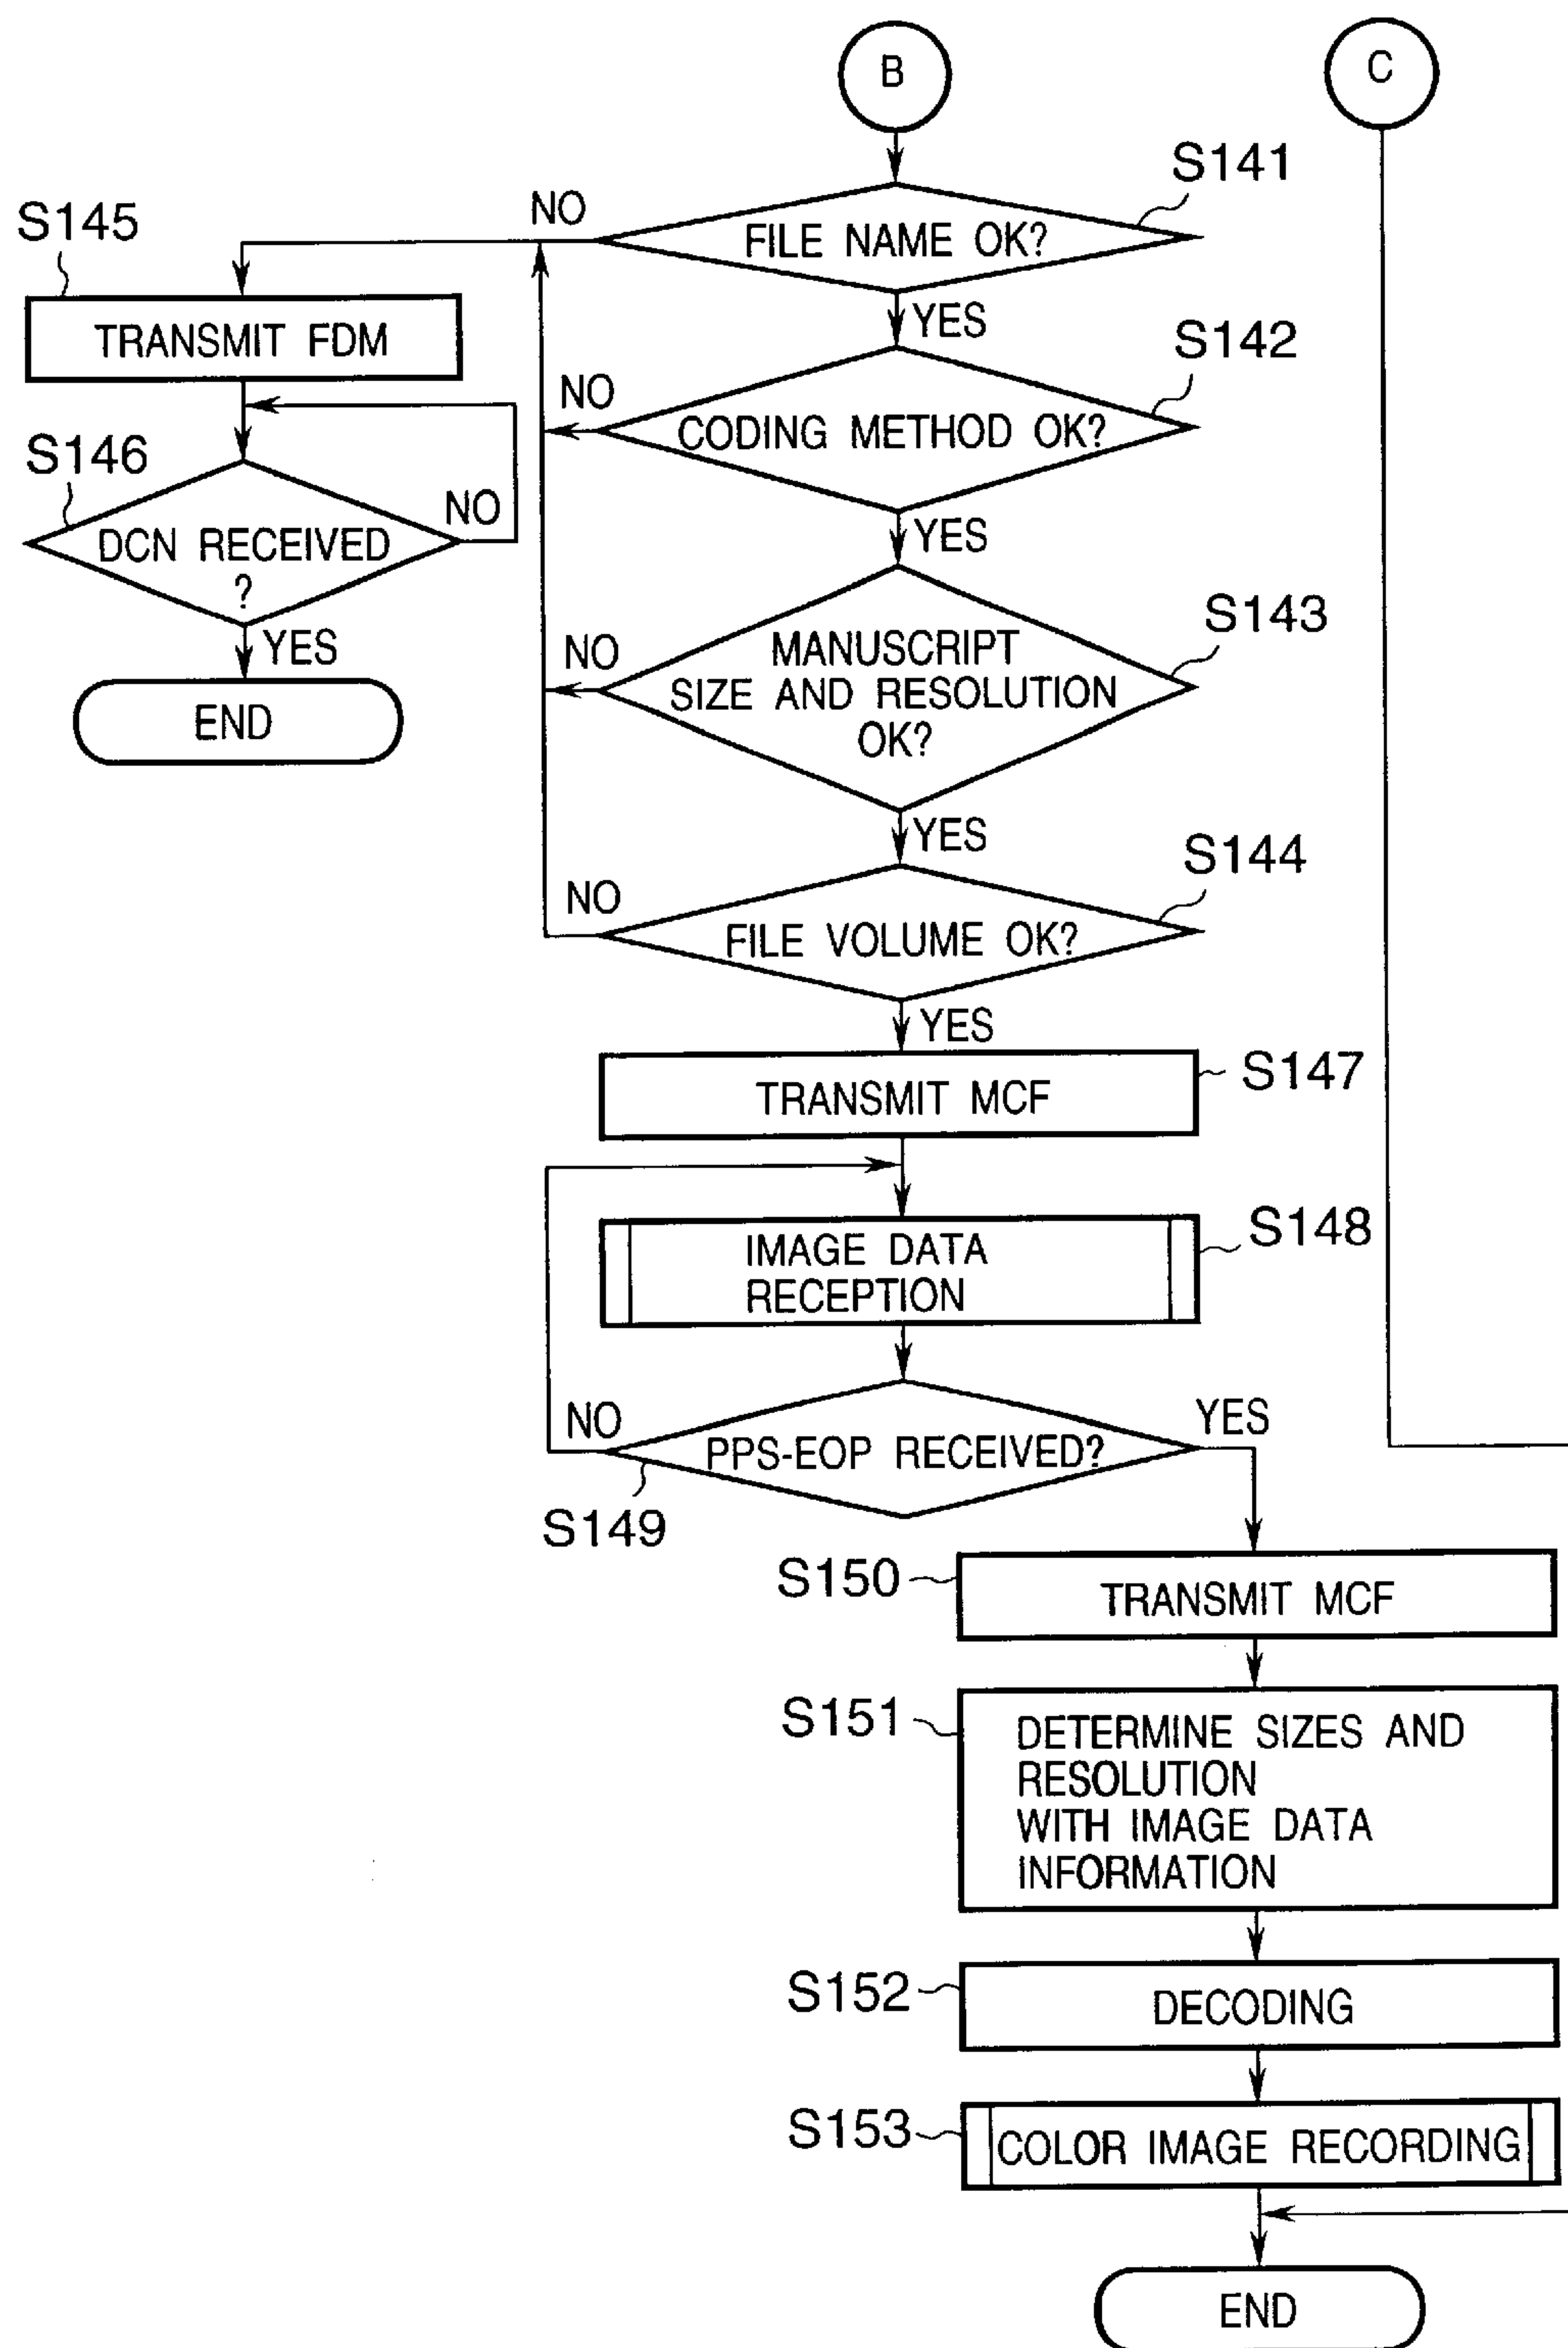 B
C
S141
FILE NAME OK?
NO
YES
S145
TRANSMIT FDM
S142
CODING METHOD OK?
NO
YES
S146
DCN RECEIVED
?
NO
YES
END
S143
MANUSCRIPT
SIZE AND RESOLUTION
OK?
NO
YES
S144
FILE VOLUME OK?
NO
YES
S147
TRANSMIT MCF
S148
IMAGE DATA
RECEPTION
NO
YES
PPS-EOP RECEIVED?
S149
S150
TRANSMIT MCF
S151
DETERMINE SIZES AND
RESOLUTION
WITH IMAGE DATA
INFORMATION
S152
DECODING
S153
COLOR IMAGE RECORDING
END